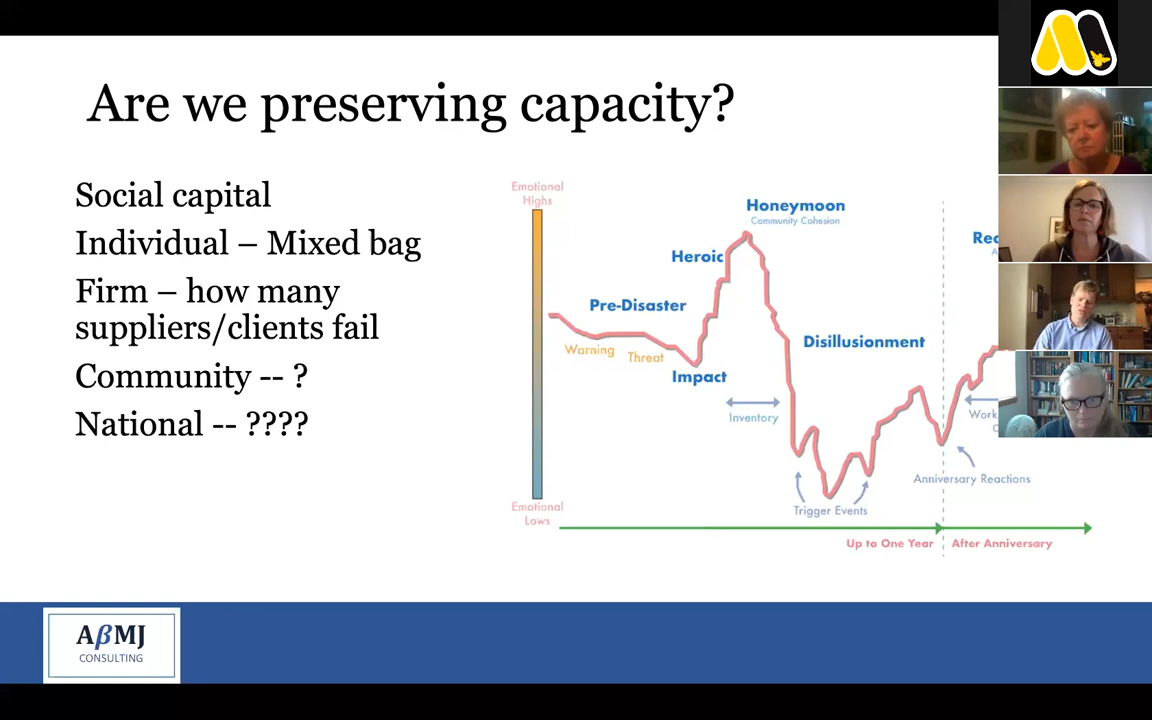 Are we preserving capacity?
Social capital
Individual – Mixed bag
Firm – how many
suppliers/clients fail
Community -- ?
National -- ????
Emotional
Highs
Honeymoon
Community Cohesion
Heroic
Pre-Disaster
Warning
Threat
Impact
Disillusionment
Inventory
Anniversary Reactions
Trigger Events
Emotional
Lows
Up to One Year
After Anniversary
AβMJ
CONSULTING